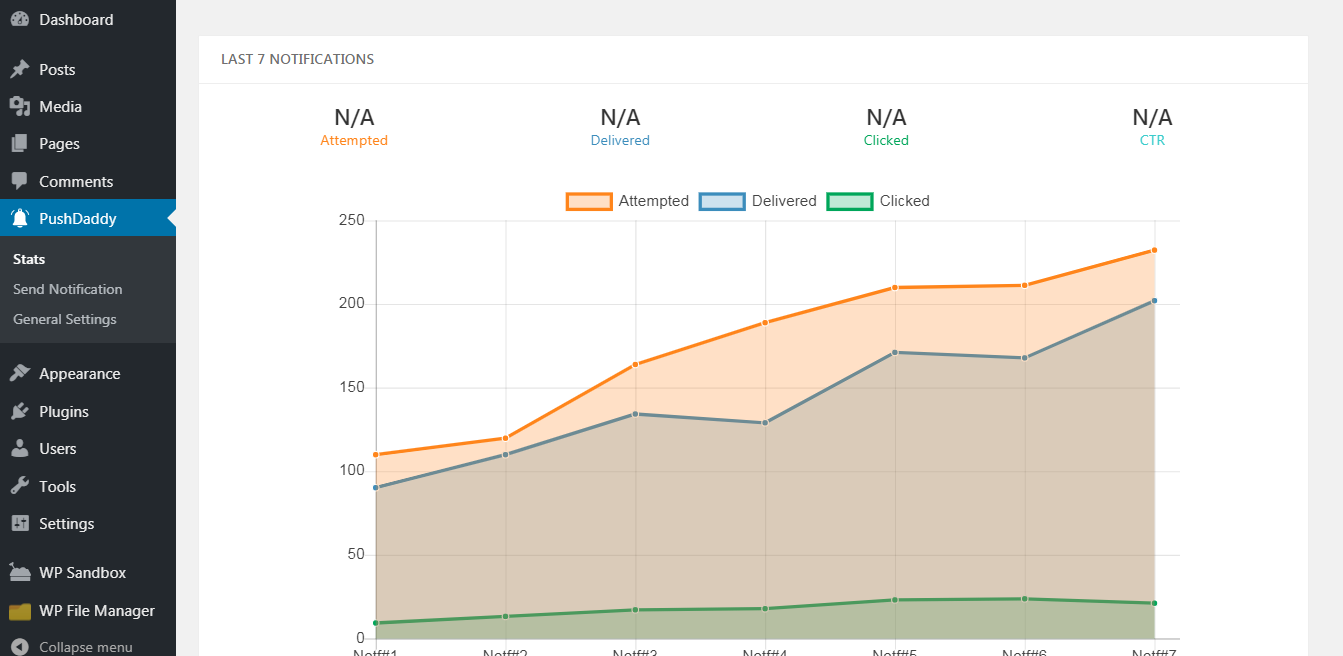 Dashboard
Posts
Media
Pages
Comments
PushDaddy
Stats
Send Notification
General Settings
Appearance
Plugins
Users
Tools
Settings
WP Sandbox
WP File Manager
Collapse menu
LAST 7 NOTIFICATIONS
N/A N/A N/A N/A
Attempted Delivered Clicked CTR
Attempted Delivered Clicked
250
200
150
100
50
0
Notf#1 Notf#2 Notf#3 Notf#4 Notf#5 Notf#6 Notf#7